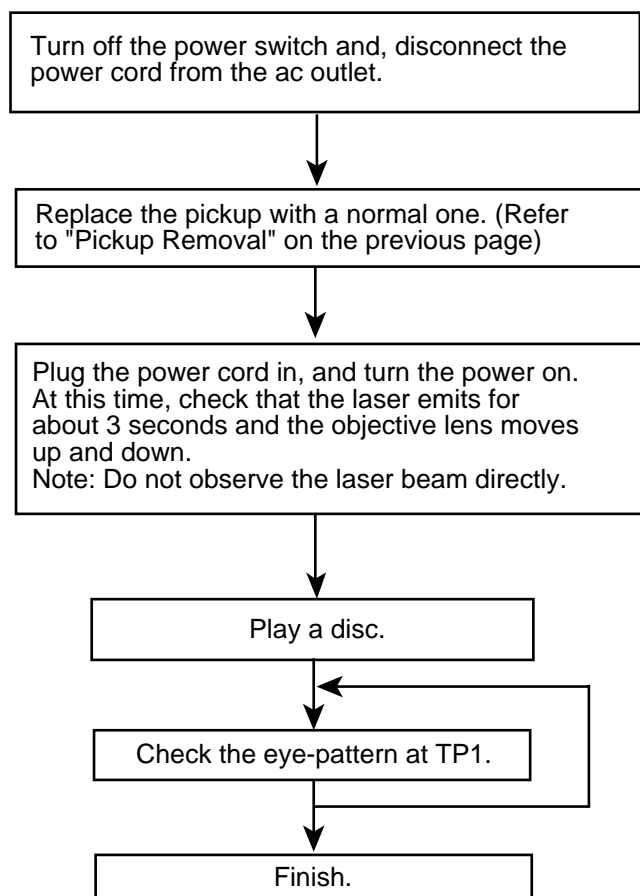 Turn off the power switch and, disconnect the
power cord from the ac outlet.
Replace the pickup with a normal one. (Refer
to "Pickup Removal" on the previous page)
Plug the power cord in, and turn the power on.
At this time, check that the laser emits for
about 3 seconds and the objective lens moves
up and down.
Note: Do not observe the laser beam directly.
Play a disc.
Check the eye-pattern at TP1.
Finish.